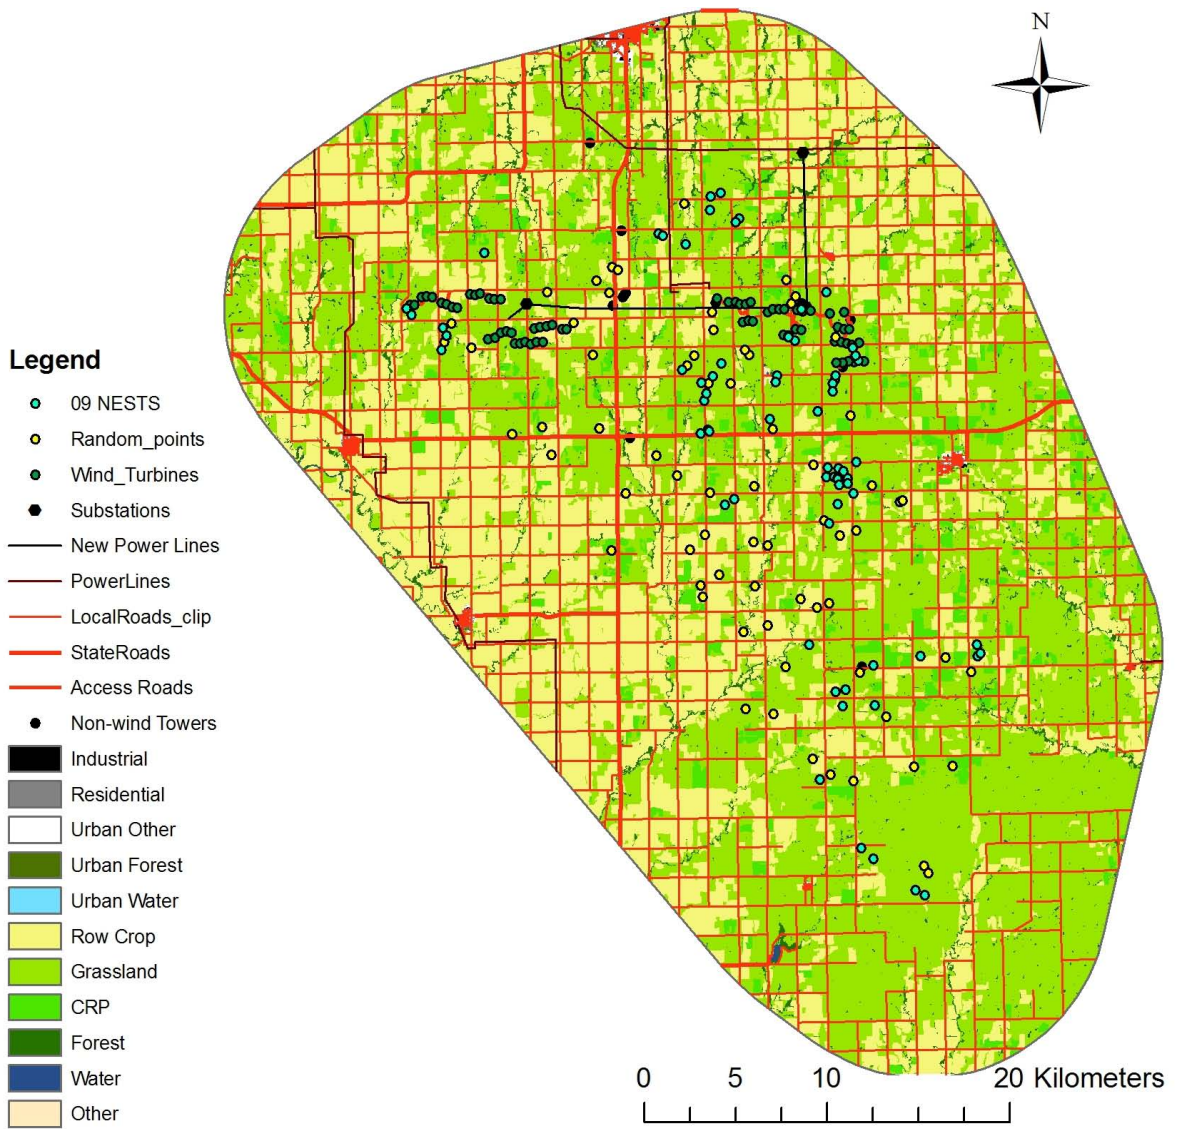 N
Legend
09 NESTS
Random_points
Wind_Turbines
Substations
New Power Lines
PowerLines
LocalRoads_clip
StateRoads
Access Roads
Non-wind Towers
Industrial
Residential
Urban Other
Urban Forest
Urban Water
Row Crop
Grassland
CRP
Forest
Water
Other
0 5 10 20 Kilometers